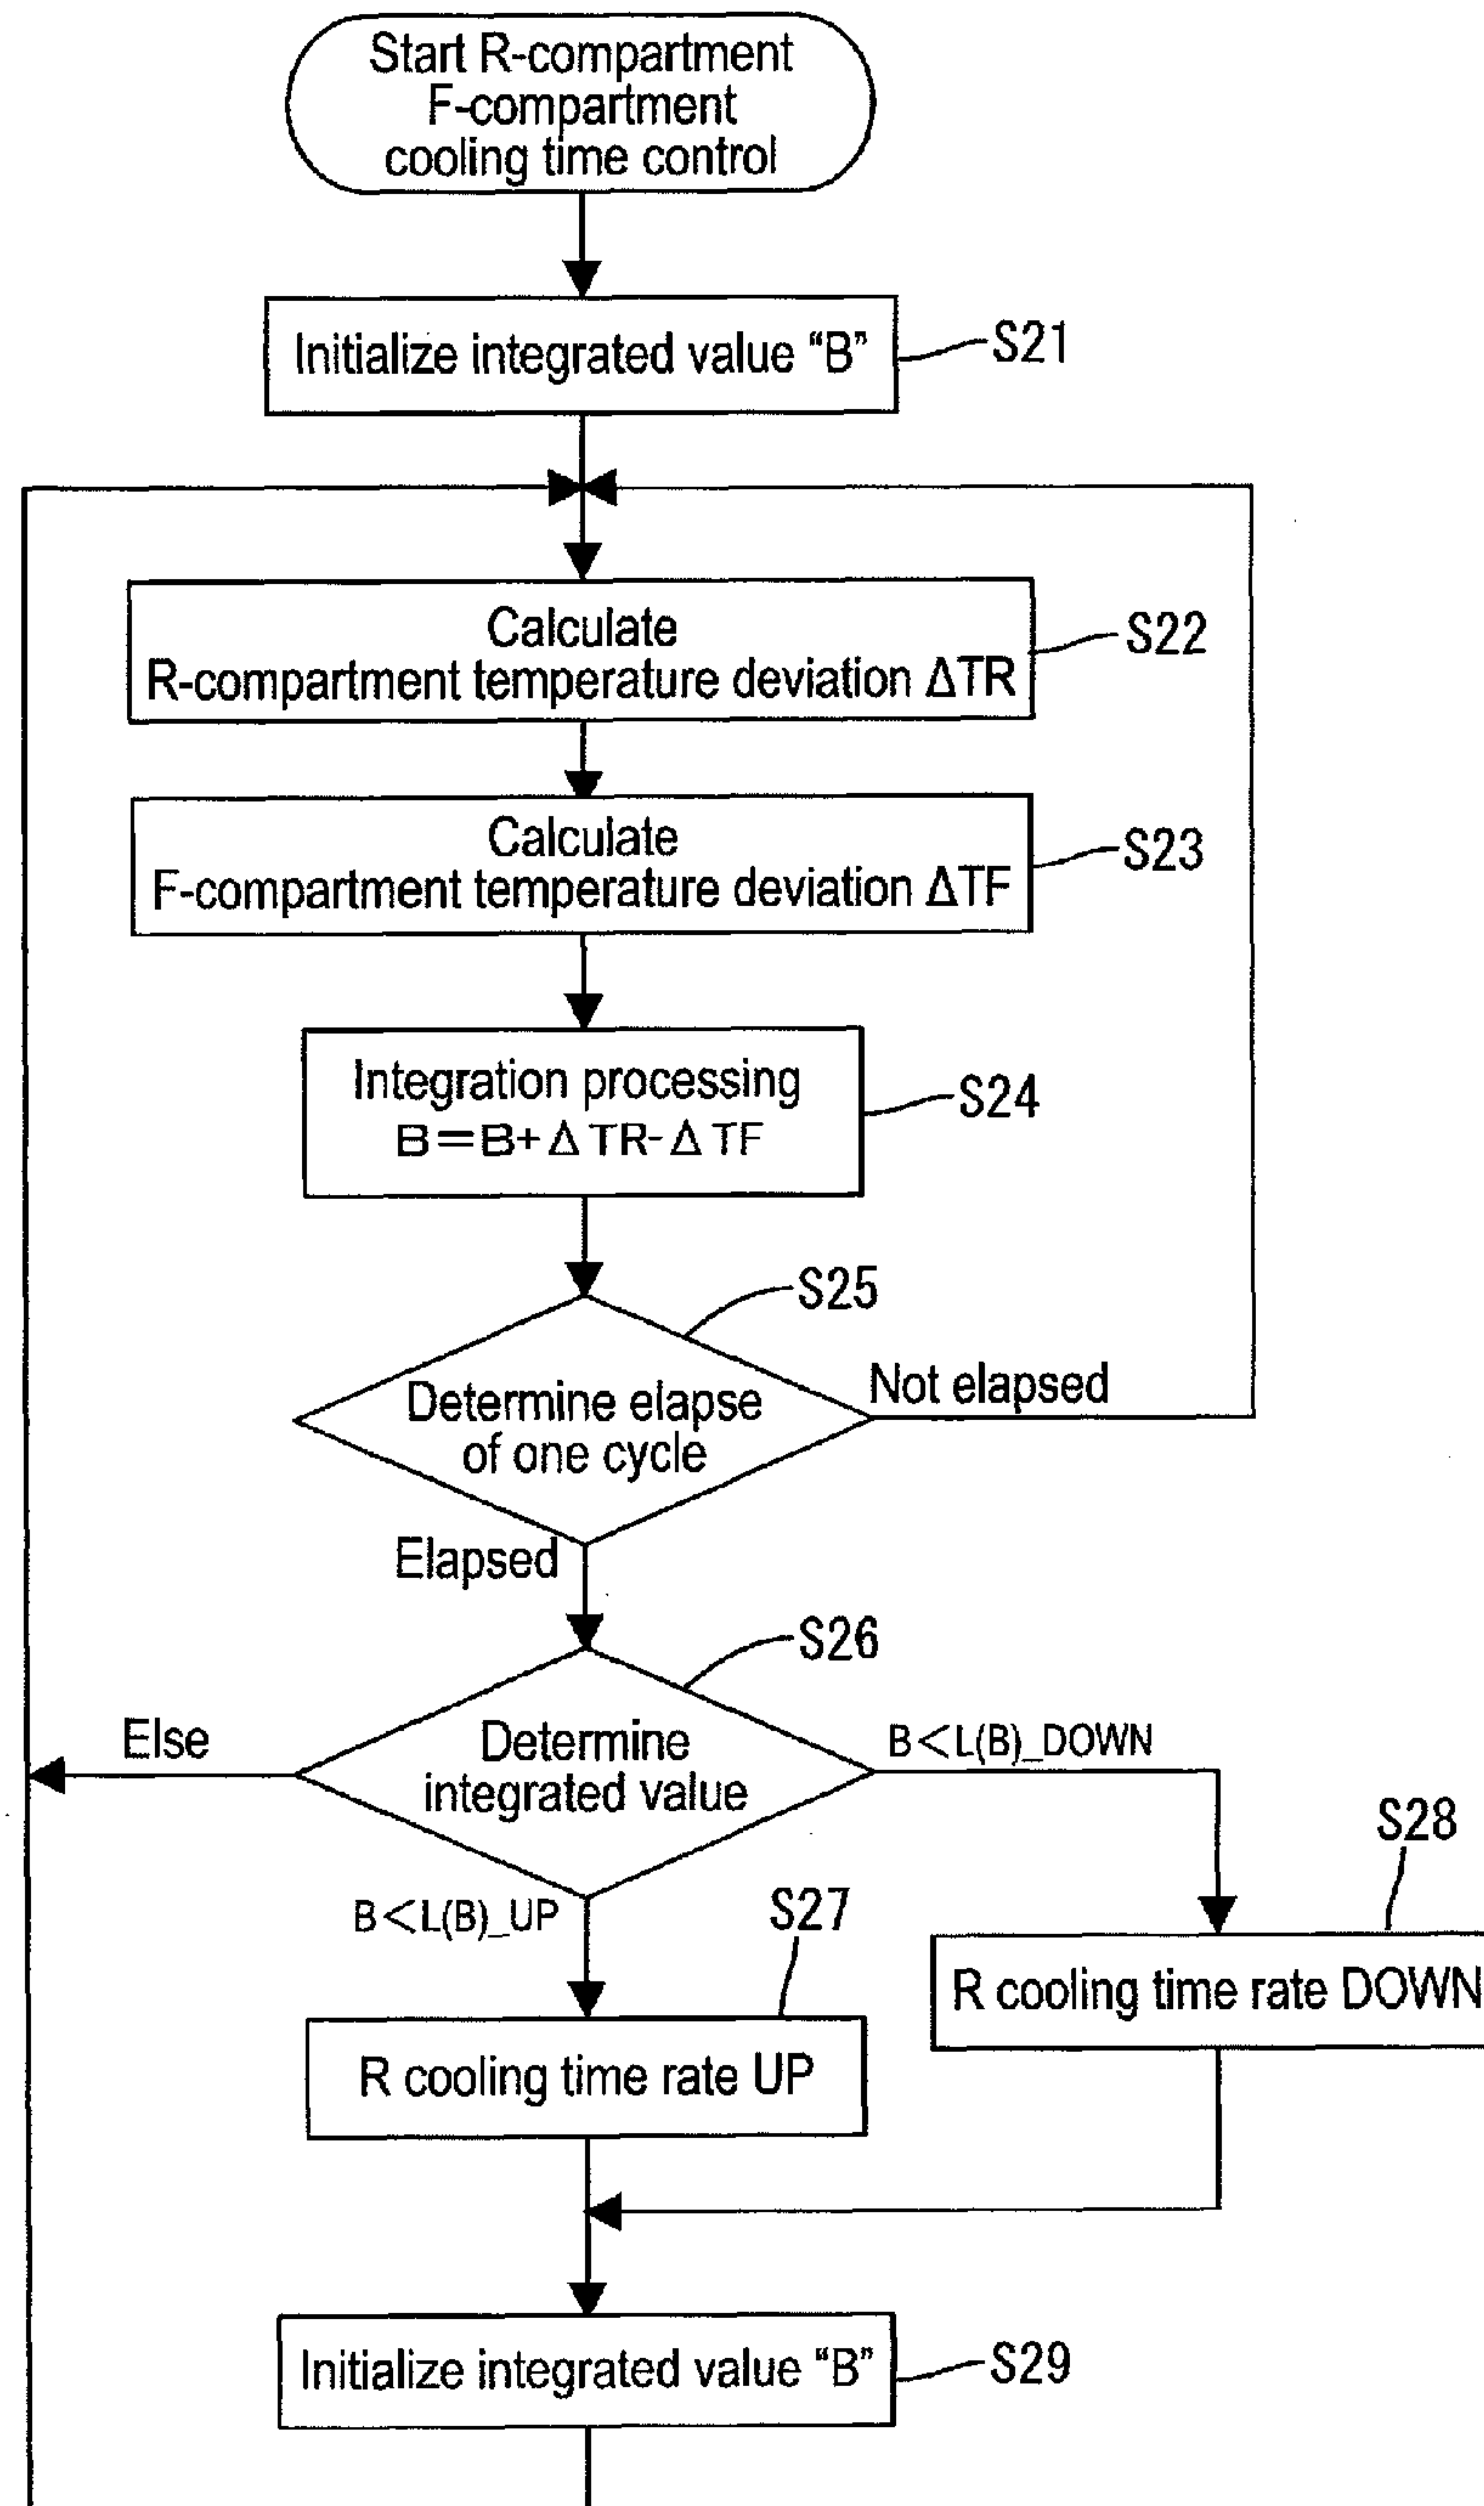 Start R-compartment
F-compartment
cooling time control
Initialize integrated value “B”
S21
Calculate
R-compartment temperature deviation ΔTR
S22
Calculate
F-compartment temperature deviation ΔTF
S23
Integration processing
B=B+ΔTR-ΔTF
S24
S25
Determine elapse
of one cycle
Not elapsed
Elapsed
S26
Determine
integrated value
Else
B<L(B)_DOWN
B<L(B)_UP
S27
S28
R cooling time rate DOWN
R cooling time rate UP
Initialize integrated value “B”
S29